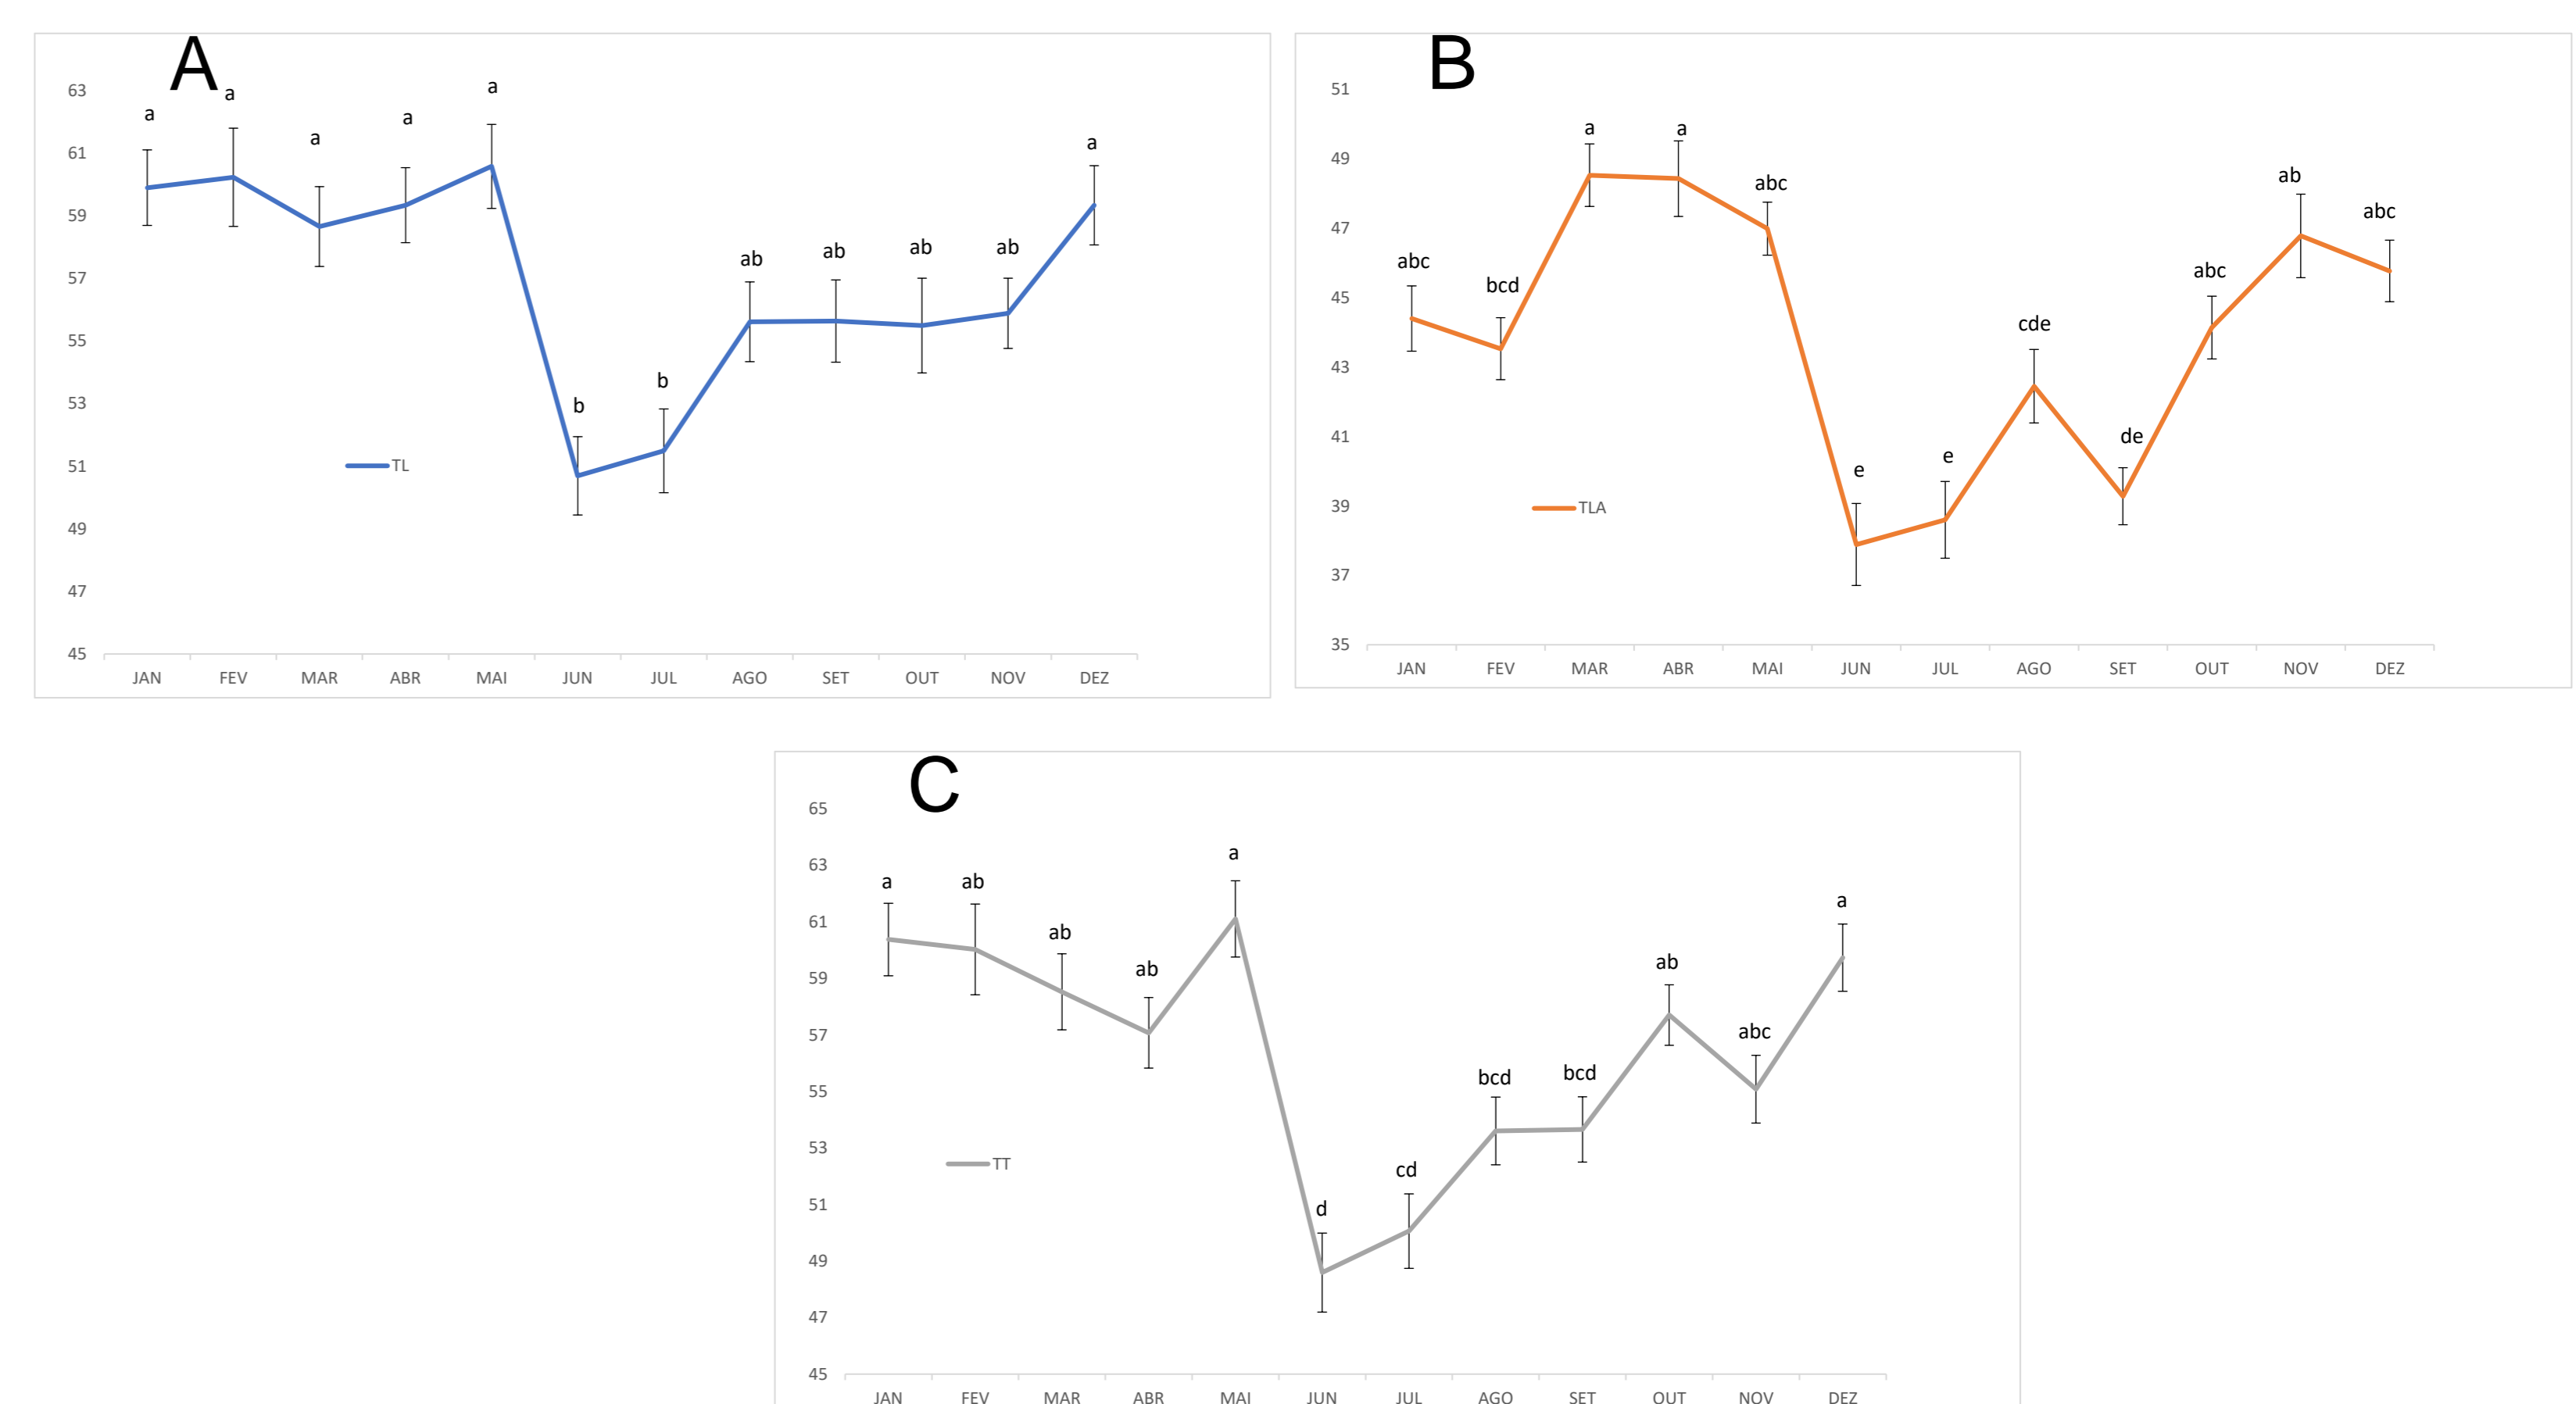 A
63
61
59
57
55
53
51
49
47
45
a
a
a
a
a
b
b
ab
ab
ab
ab
a
TL
JAN FEV MAR ABR MAI JUN JUL AGO SET OUT NOV DEZ
B
51
49
47
45
43
41
39
37
35
abc
bcd
a
a
abc
e
e
cde
de
abc
ab
abc
TLA
JAN FEV MAR ABR MAI JUN JUL AGO SET OUT NOV DEZ
C
65
63
61
59
57
55
53
51
49
47
45
a
ab
ab
ab
a
d
cd
bcd
bcd
ab
abc
a
TT
JAN FEV MAR ABR MAI JUN JUL AGO SET OUT NOV DEZ